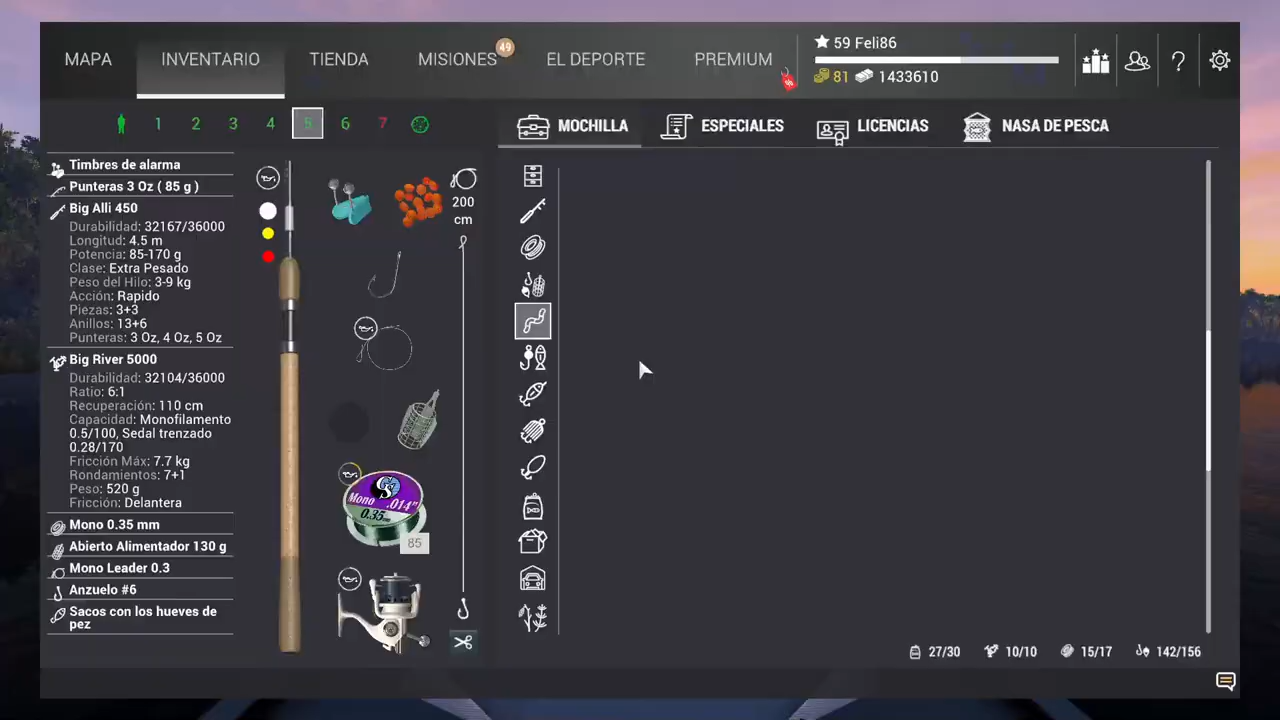 MAPA
INVENTARIO
TIENDA
MISIONES
49
EL DEPORTE
PREMIUM
%
59 Feli86
81 1433610
?
1
2
3
4
5
6
7
MOCHILLA
ESPECIALES
LICENCIAS
NASA DE PESCA
Timbres de alarma
Punteras 3 Oz ( 85 g )
Big Alli 450
Durabilidad: 32167/36000
Longitud: 4.5 m
Potencia: 85-170 g
Clase: Extra Pesado
Peso del Hilo: 3-9 kg
Acción: Rapido
Piezas: 3+3
Anillos: 13+6
Punteras: 3 Oz, 4 Oz, 5 Oz
Big River 5000
Durabilidad: 32104/36000
Ratio: 6:1
Recuperación: 110 cm
Capacidad: Monofilamento
0.5/100, Sedal trenzado
0.28/170
Fricción Máx: 7.7 kg
Rondamientos: 7+1
Peso: 520 g
Fricción: Delantera
Mono 0.35 mm
Abierto Alimentador 130 g
Mono Leader 0.3
Anzuelo #6
Sacos con los hueves de
pez
200
cm
Mono .014"
0.35mm
85
27/30
10/10
15/17
142/156